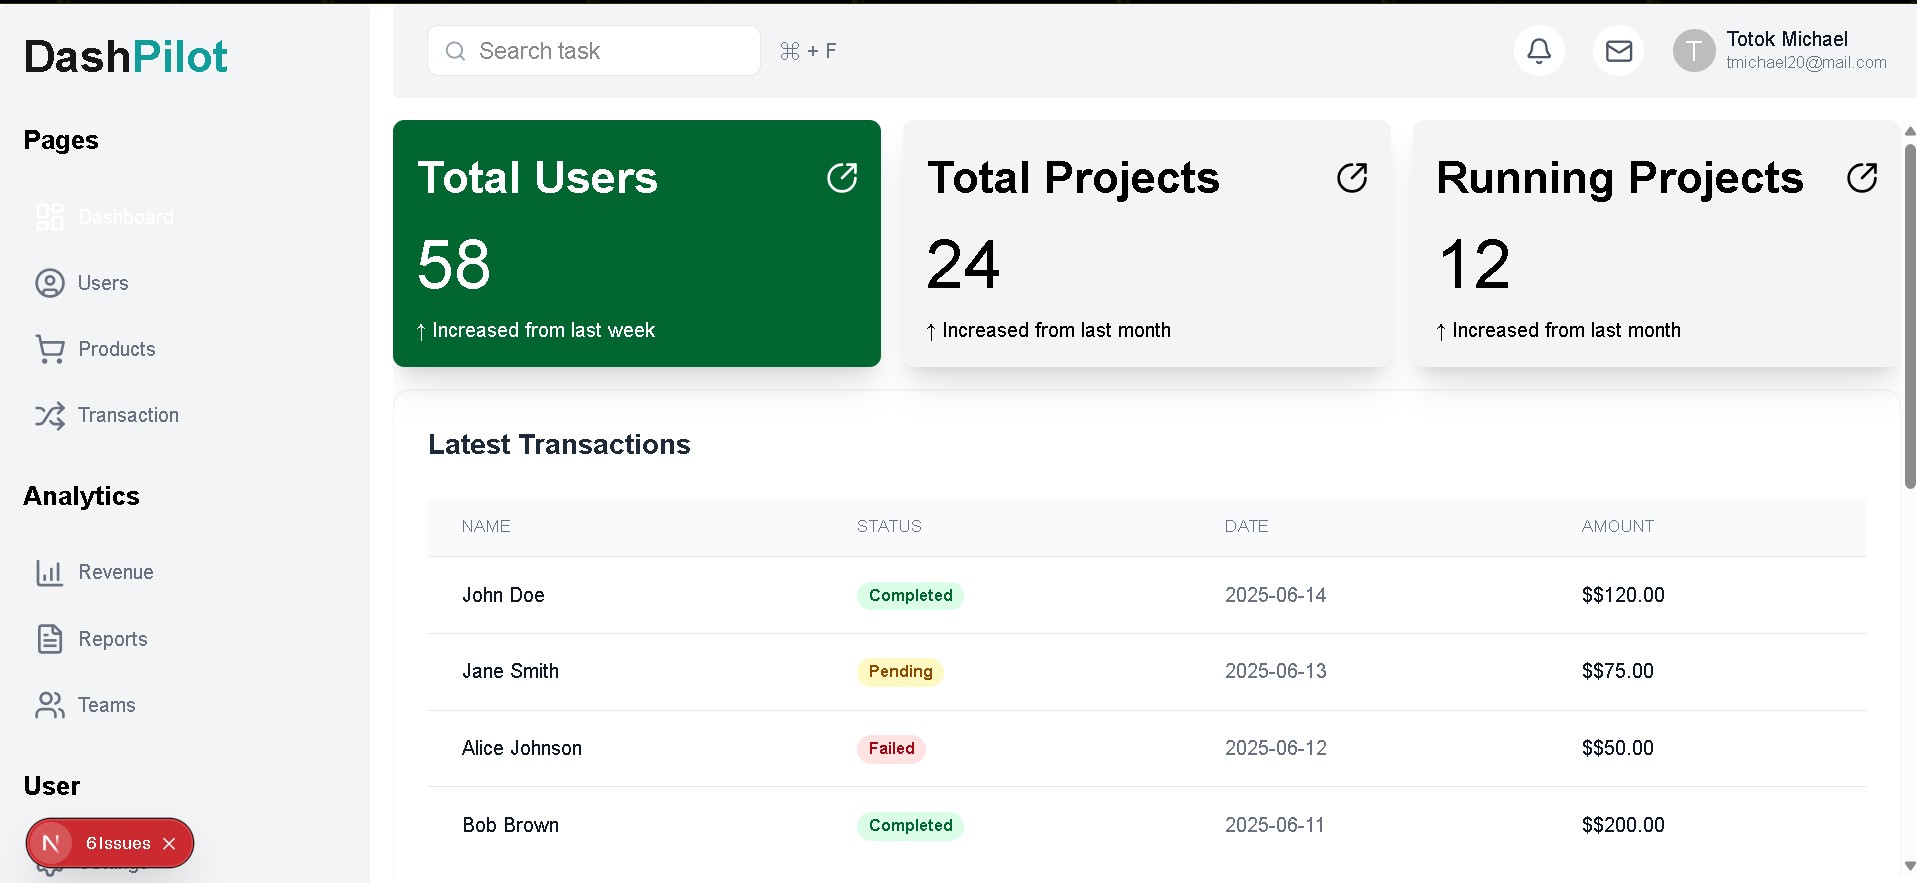 DashPilot
Search task
⌘ + F
T
Totok Michael
tmichael20@mail.com
Pages
Dashboard
Users
Products
Transaction
Analytics
Revenue
Reports
Teams
User
N 6 Issues ×
Total Users
58
↑ Increased from last week
Total Projects
24
↑ Increased from last month
Running Projects
12
↑ Increased from last month
Latest Transactions
NAME STATUS DATE AMOUNT
John Doe Completed 2025-06-14 $$120.00
Jane Smith Pending 2025-06-13 $$75.00
Alice Johnson Failed 2025-06-12 $$50.00
Bob Brown Completed 2025-06-11 $$200.00